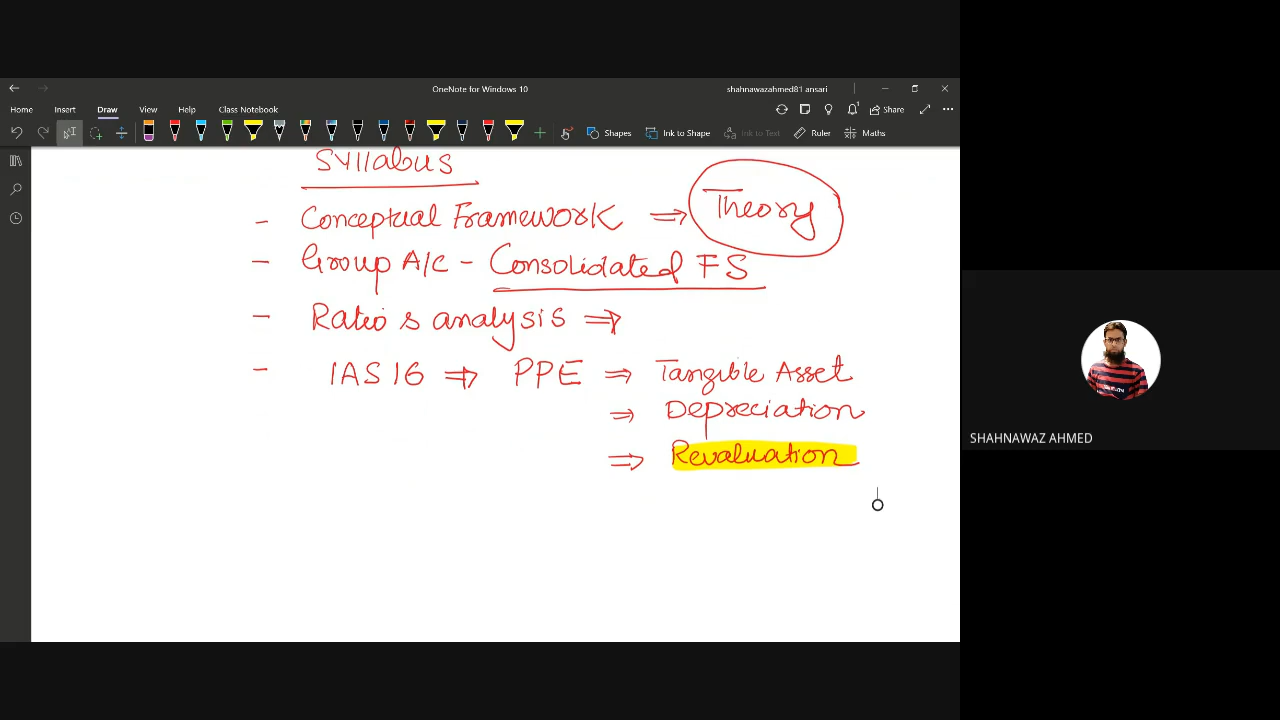 OneNote for Windows 10
shahnawazahmed81 ansari
Home Insert Draw View Help Class Notebook Share
Shapes Ink to Shape Ink to Text Ruler Maths
Syllabus
- Conceptual Framework ⇒ Theory
- Group A/c - Consolidated FS
- Ratio s analysis ⇒
- IAS 16 ⇒ PPE ⇒ Tangible Asset
⇒ Depreciation
⇒ Revaluation
SHAHNAWAZ AHMED